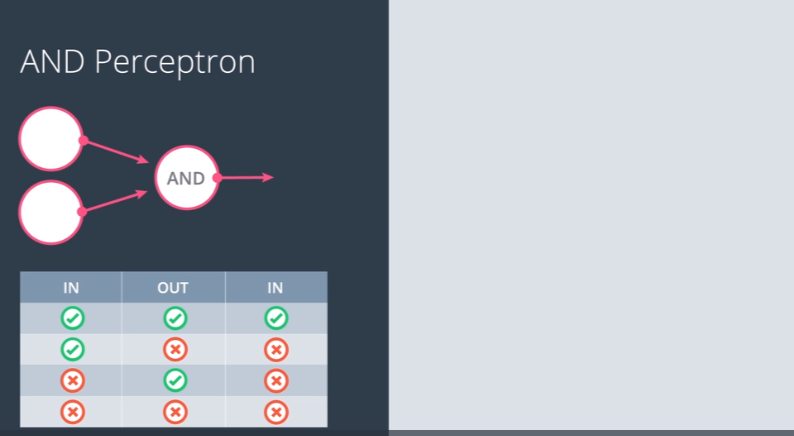 AND Perceptron
AND
IN OUT IN